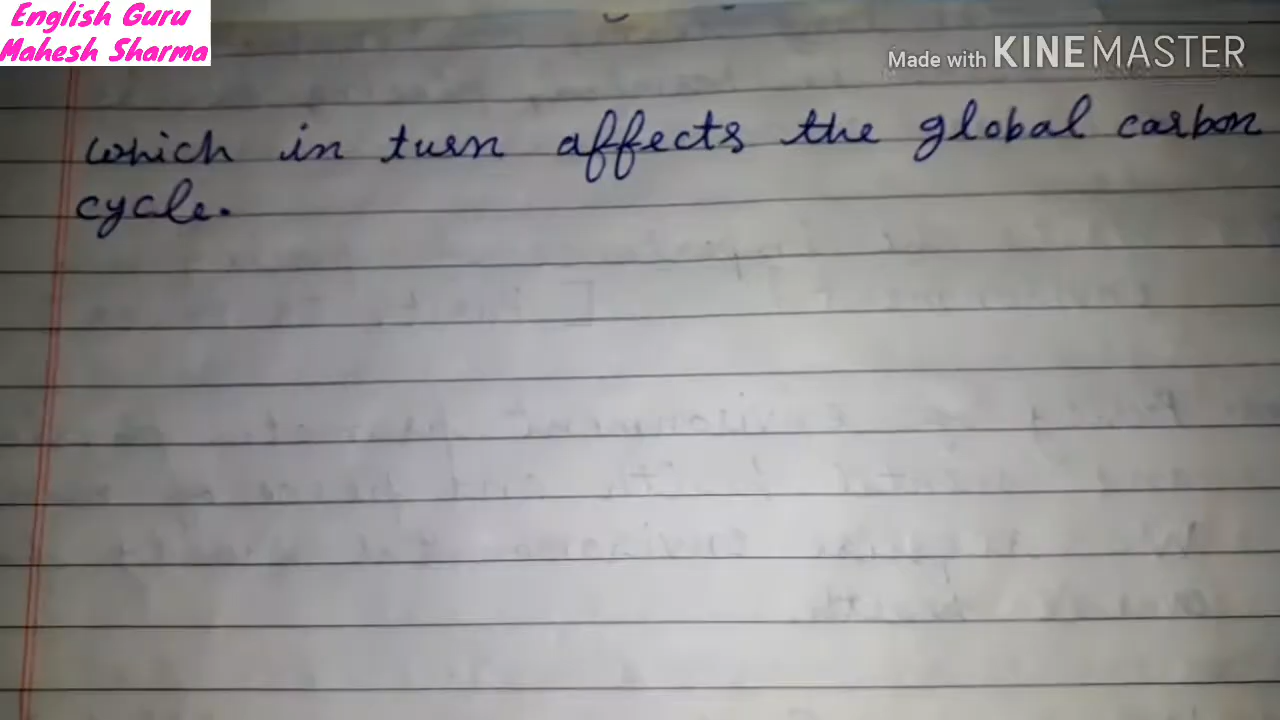 English Guru
Mahesh Sharma
Made with KINEMASTER
which in turn affects the global carbon
cycle.